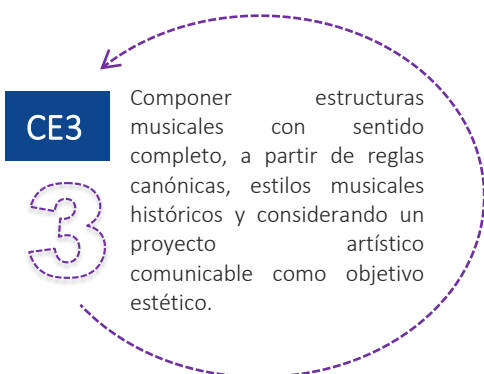 CE3
3
Componer estructuras
musicales con sentido
completo, a partir de reglas
canónicas, estilos musicales
históricos y considerando un
proyecto artístico
comunicable como objetivo
estético.